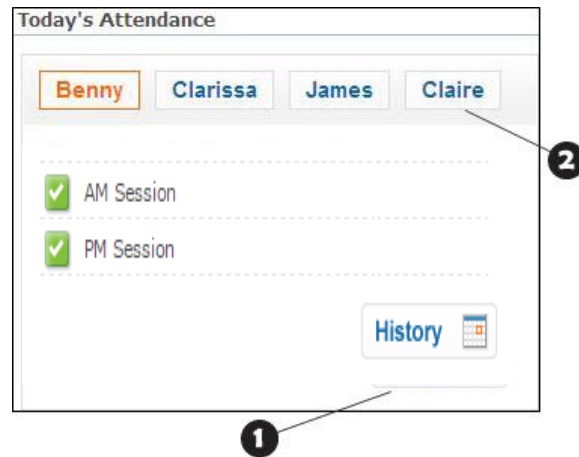 Today's Attendance
Benny Clarissa James Claire
2
AM Session
PM Session
History
1